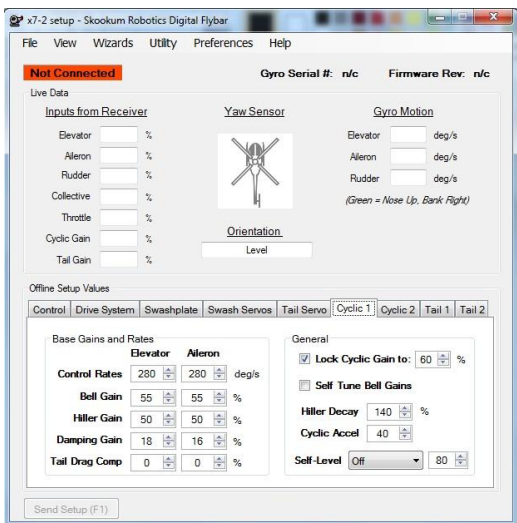 x7-2 setup - Skookum Robotics Digital Flybar
File View Wizards Utility Preferences Help
Not Connected Gyro Serial #: n/c Firmware Rev: n/c
Live Data
Inputs from Receiver Yaw Sensor Gyro Motion
Elevator % Elevator deg/s
Aileron % Aileron deg/s
Rudder % Rudder deg/s
Collective % (Green = Nose Up, Bank Right)
Throttle %
Cyclic Gain % Orientation
Tail Gain % Level
Offline Setup Values
Control Drive System Swashplate Swash Servos Tail Servo Cyclic 1 Cyclic 2 Tail 1 Tail 2
Base Gains and Rates General
Elevator Aileron Lock Cyclic Gain to: 60 %
Control Rates 280 280 deg/s
Self Tune Bell Gains
Bell Gain 55 55 %
Hiller Gain 50 50 % Hiller Decay 140 %
Damping Gain 18 16 % Cyclic Accel 40
Tail Drag Comp 0 0 % Self-Level Off 80
Send Setup (F1)